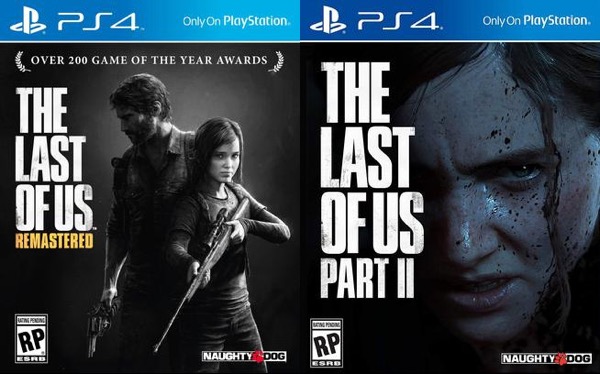 PS4
Only On PlayStation®
OVER 200 GAME OF THE YEAR AWARDS
THE
LAST
OF US™
REMASTERED
RATING PENDING
RP
ESRB
NAUGHTY DOG
PS4
Only On PlayStation®
THE
LAST
OF US
PART II
RATING PENDING
RP
ESRB
NAUGHTY DOG